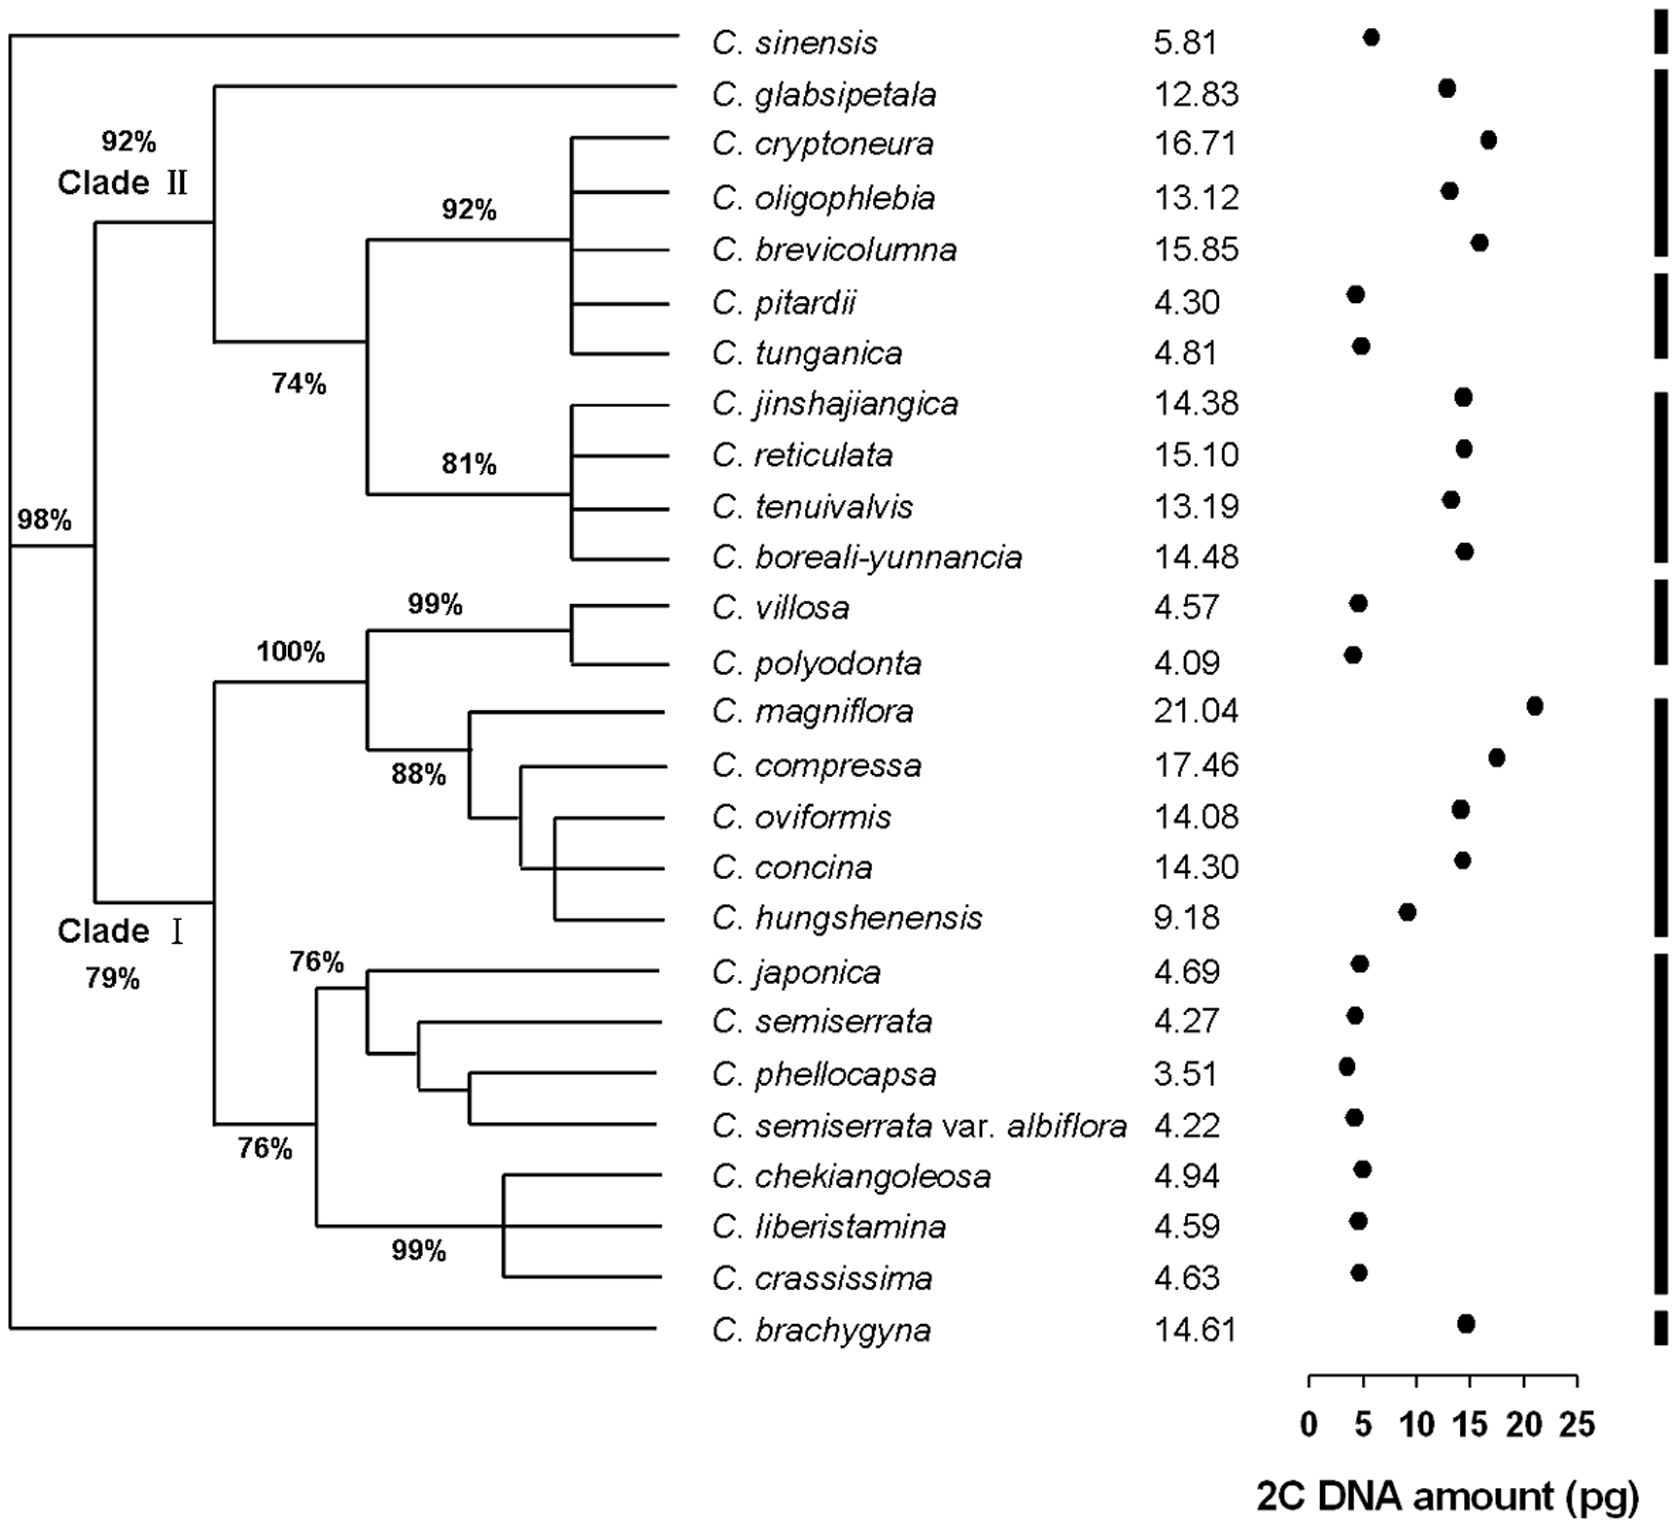 C. sinensis 5.81
C. glabsipetala 12.83
92%
C. cryptoneura 16.71
Clade II
C. oligophlebia 13.12
92%
C. brevicolumna 15.85
C. pitardii 4.30
C. tunganica 4.81
74%
C. jinshajiangica 14.38
C. reticulata 15.10
81%
C. tenuivalvis 13.19
98%
C. boreali-yunnancia 14.48
99%
C. villosa 4.57
100%
C. polyodonta 4.09
C. magniflora 21.04
C. compressa 17.46
88%
C. oviformis 14.08
C. concina 14.30
C. hungshenensis 9.18
Clade I
76%
C. japonica 4.69
79%
C. semiserrata 4.27
C. phellocapsa 3.51
C. semiserrata var. albiflora 4.22
76%
C. chekiangoleosa 4.94
C. liberistamina 4.59
99%
C. crassissima 4.63
C. brachygyna 14.61
0 5 10 15 20 25
2C DNA amount (pg)